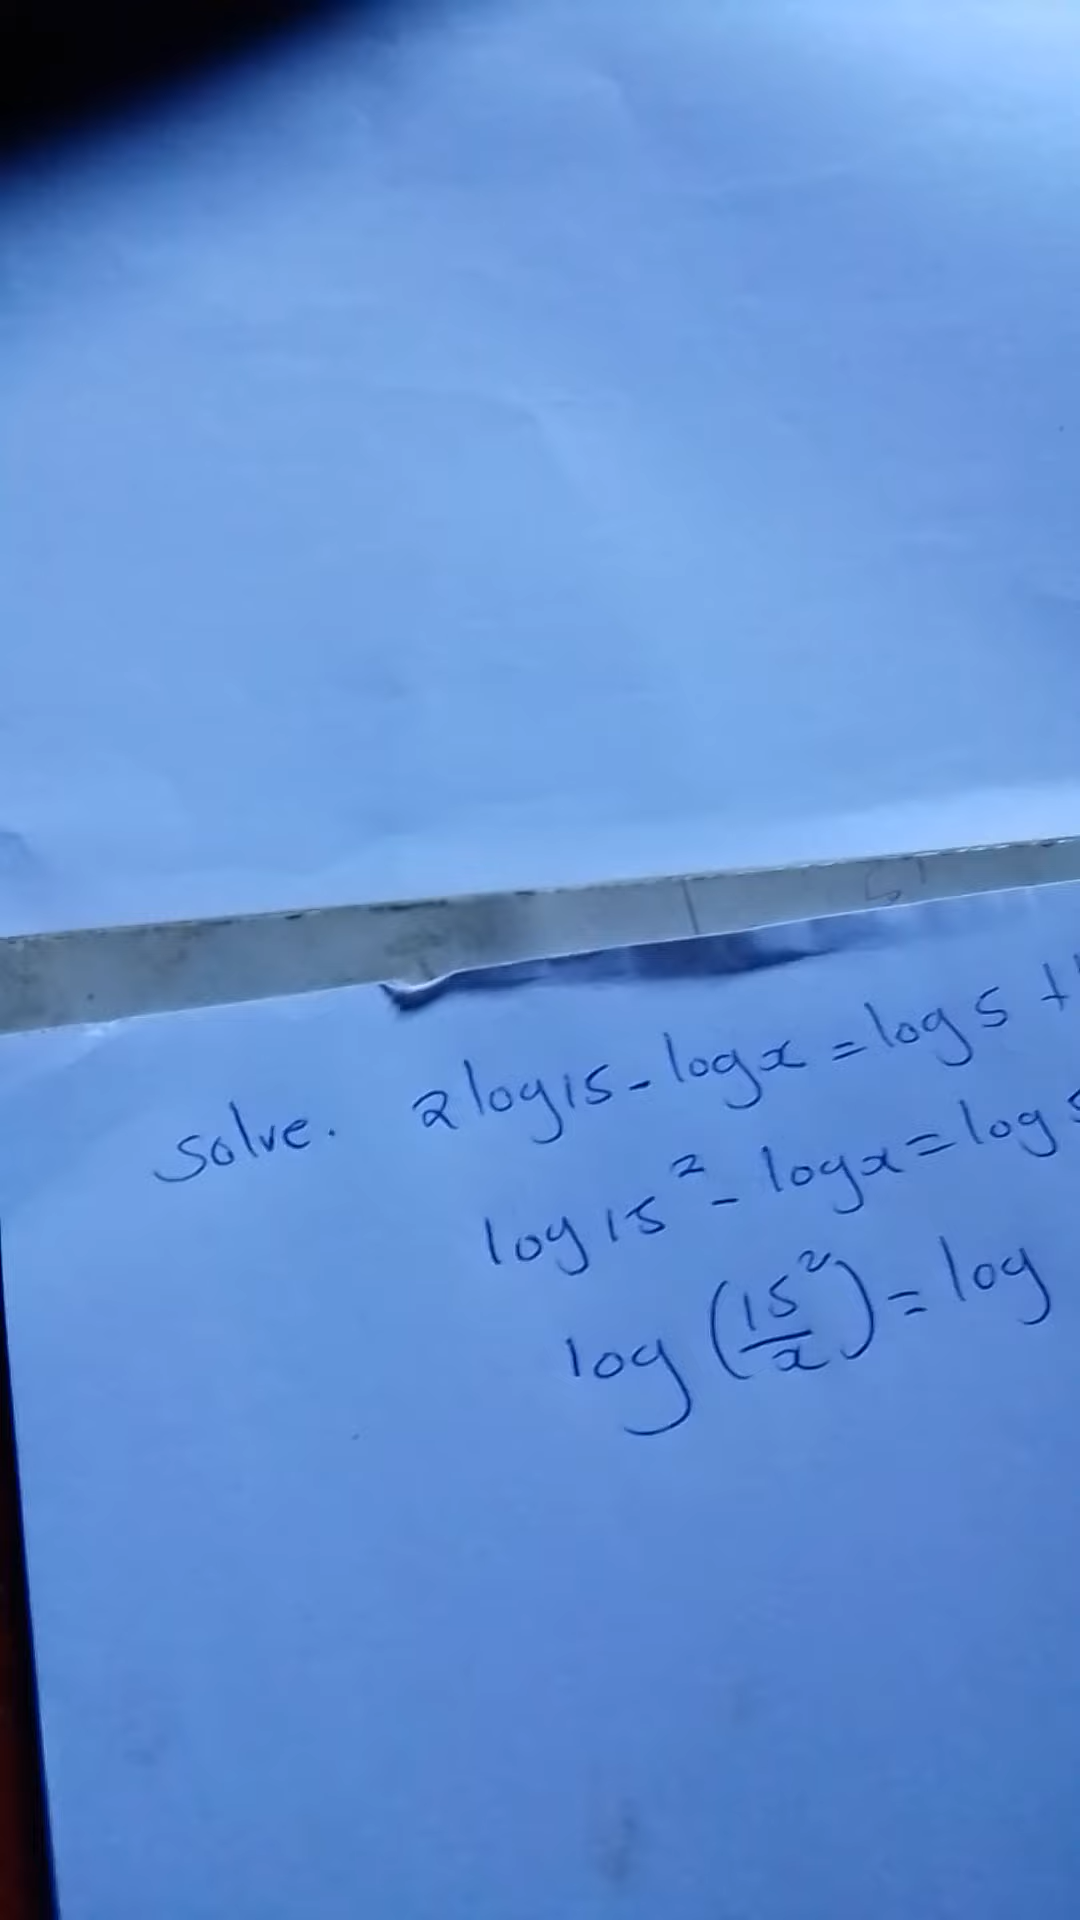 Solve. 2log15 - logx = log5 +
log15² - logx = log
log (15²/x) = log